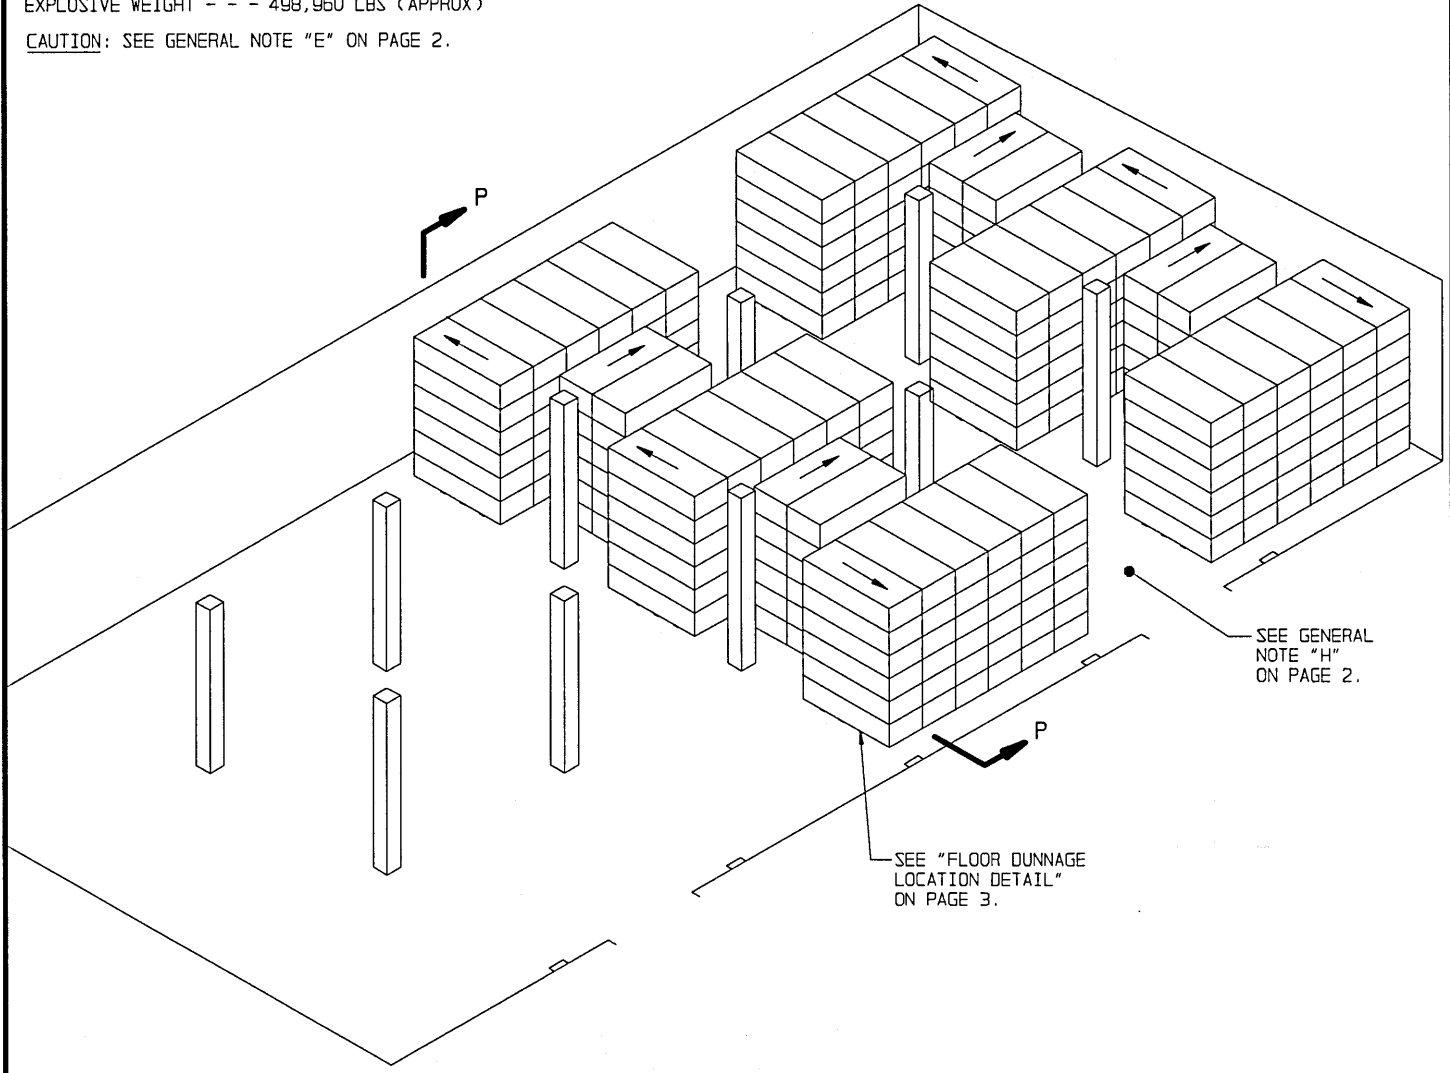 EXPLOSIVE WEIGHT - - - 498,960 LBS (APPROX)
CAUTION: SEE GENERAL NOTE "E" ON PAGE 2.
P
SEE GENERAL
NOTE "H"
ON PAGE 2.
P
SEE "FLOOR DUNNAGE
LOCATION DETAIL"
ON PAGE 3.